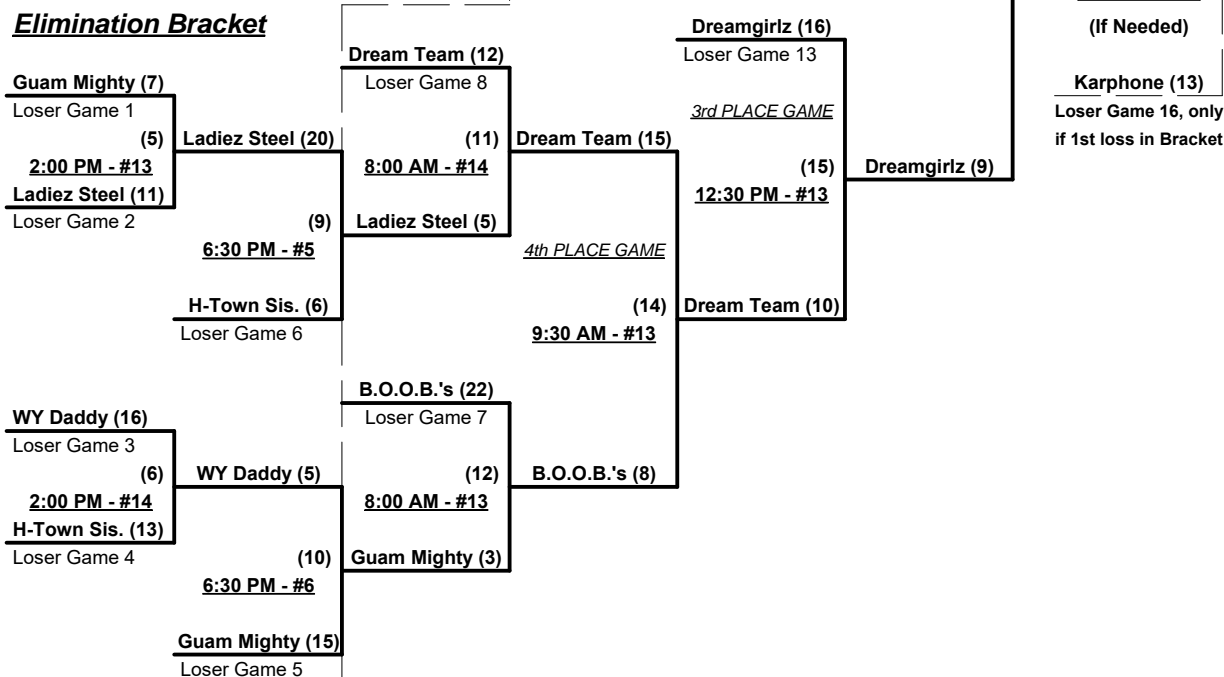 Elimination Bracket
Dreamgirlz (16)
(If Needed)
Dream Team (12)
Loser Game 13
Guam Mighty (7)
Loser Game 8
Karphone (13)
Loser Game 1
3rd PLACE GAME
Loser Game 16, only
if 1st loss in Bracket
(5)
Ladiez Steel (20)
(11)
Dream Team (15)
2:00 PM - #13
8:00 AM - #14
(15)
Dreamgirlz (9)
Ladiez Steel (11)
12:30 PM - #13
Loser Game 2
(9)
Ladiez Steel (5)
6:30 PM - #5
4th PLACE GAME
H-Town Sis. (6)
(14)
Dream Team (10)
Loser Game 6
9:30 AM - #13
B.O.O.B.'s (22)
WY Daddy (16)
Loser Game 7
Loser Game 3
(6)
WY Daddy (5)
(12)
B.O.O.B.'s (8)
2:00 PM - #14
8:00 AM - #13
H-Town Sis. (13)
Loser Game 4
(10)
Guam Mighty (3)
6:30 PM - #6
Guam Mighty (15)
Loser Game 5